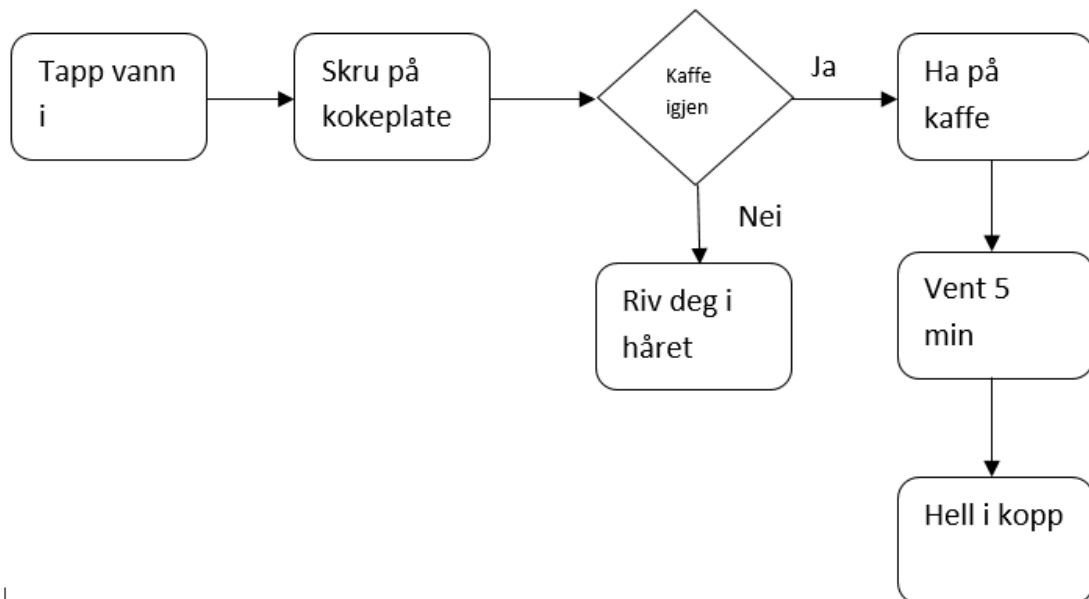 Tapp vann
i
Skru på
kokeplate
Kaffe
igjen
Ja
Ha på
kaffe
Nei
Riv deg i
håret
Vent 5
min
Hell i kopp